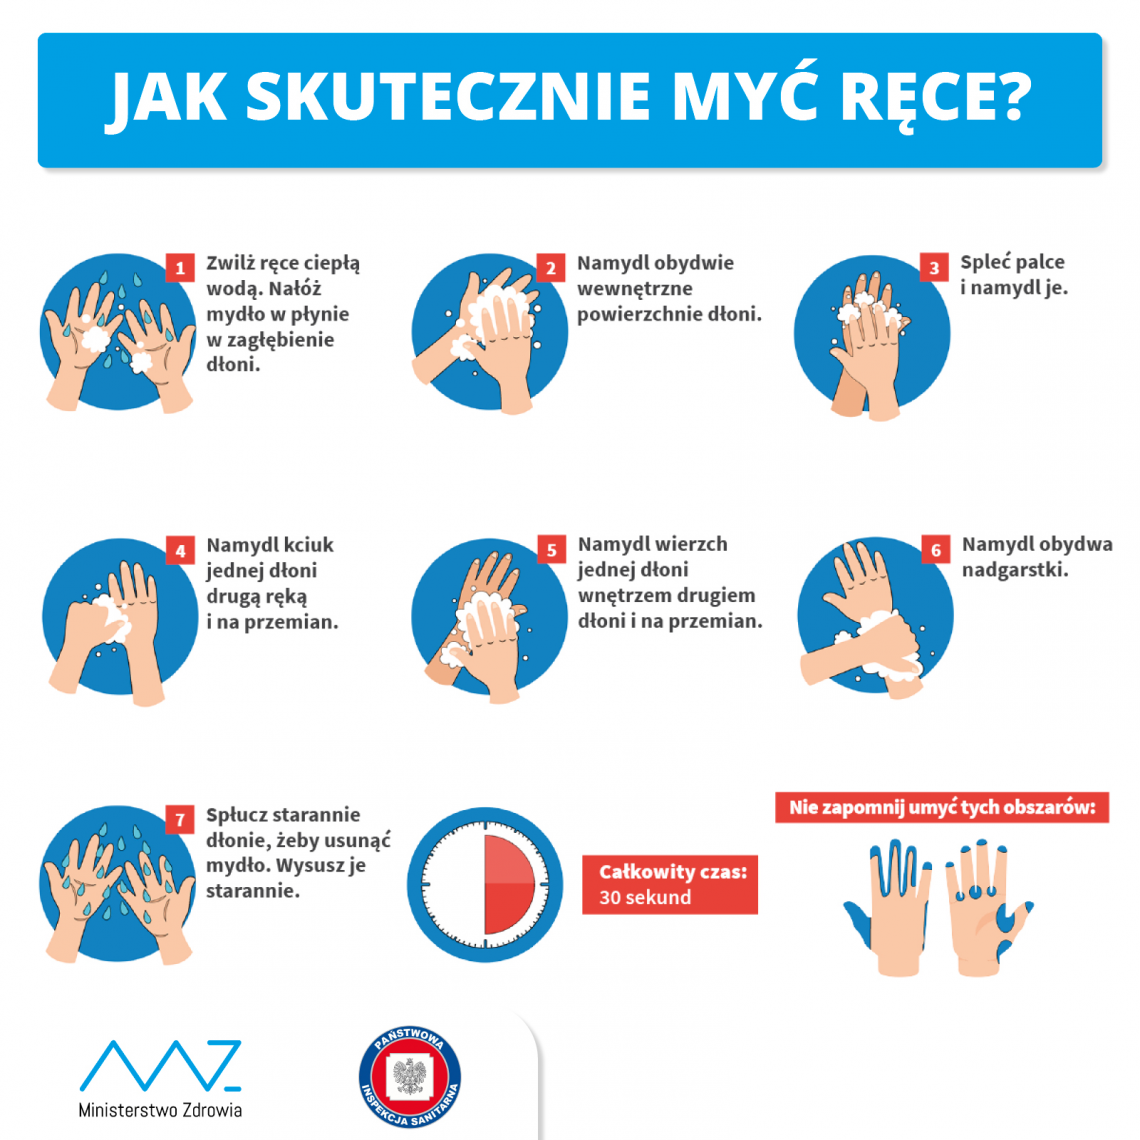 JAK SKUTECZNIE MYĆ RĘCE?
1
Zwilż ręce ciepłą
wodą. Nałóż
mydło w płynie
w zagłębienie
dłoni.
2
Namydl obydwie
wewnętrzne
powierzchnie dłoni.
3
Spleć palce
i namydl je.
4
Namydl kciuk
jednej dłoni
drugą ręką
i na przemian.
5
Namydl wierzch
jednej dłoni
wnętrzem drugiem
dłoni i na przemian.
6
Namydl obydwa
nadgarstki.
7
Spłucz starannie
dłonie, żeby usunąć
mydło. Wysusz je
starannie.
Całkowity czas:
30 sekund
Nie zapomnij umyć tych obszarów:
Ministerstwo Zdrowia
PAŃSTWOWA
INSPEKCJA SANITARNA